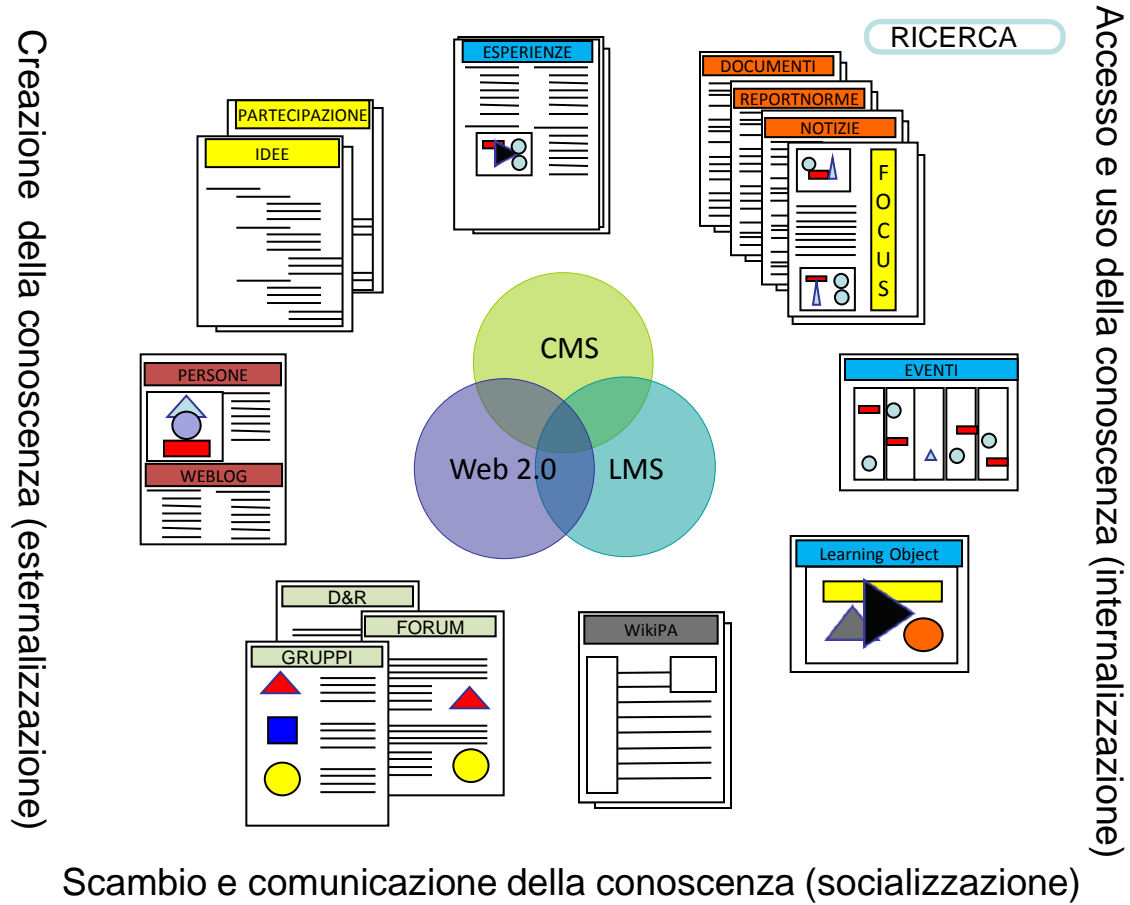 RICERCA
ESPERIENZE
DOCUMENTI
REPORTNORME
NOTIZIE
FOCUS
PARTECIPAZIONE
IDEE
CMS
Web 2.0
LMS
PERSONE
WEBLOG
EVENTI
Learning Object
D&R
FORUM
GRUPPI
WikiPA
Creazione della conoscenza (esternalizzazione)
Accesso e uso della conoscenza (internalizzazione)
Scambio e comunicazione della conoscenza (socializzazione)